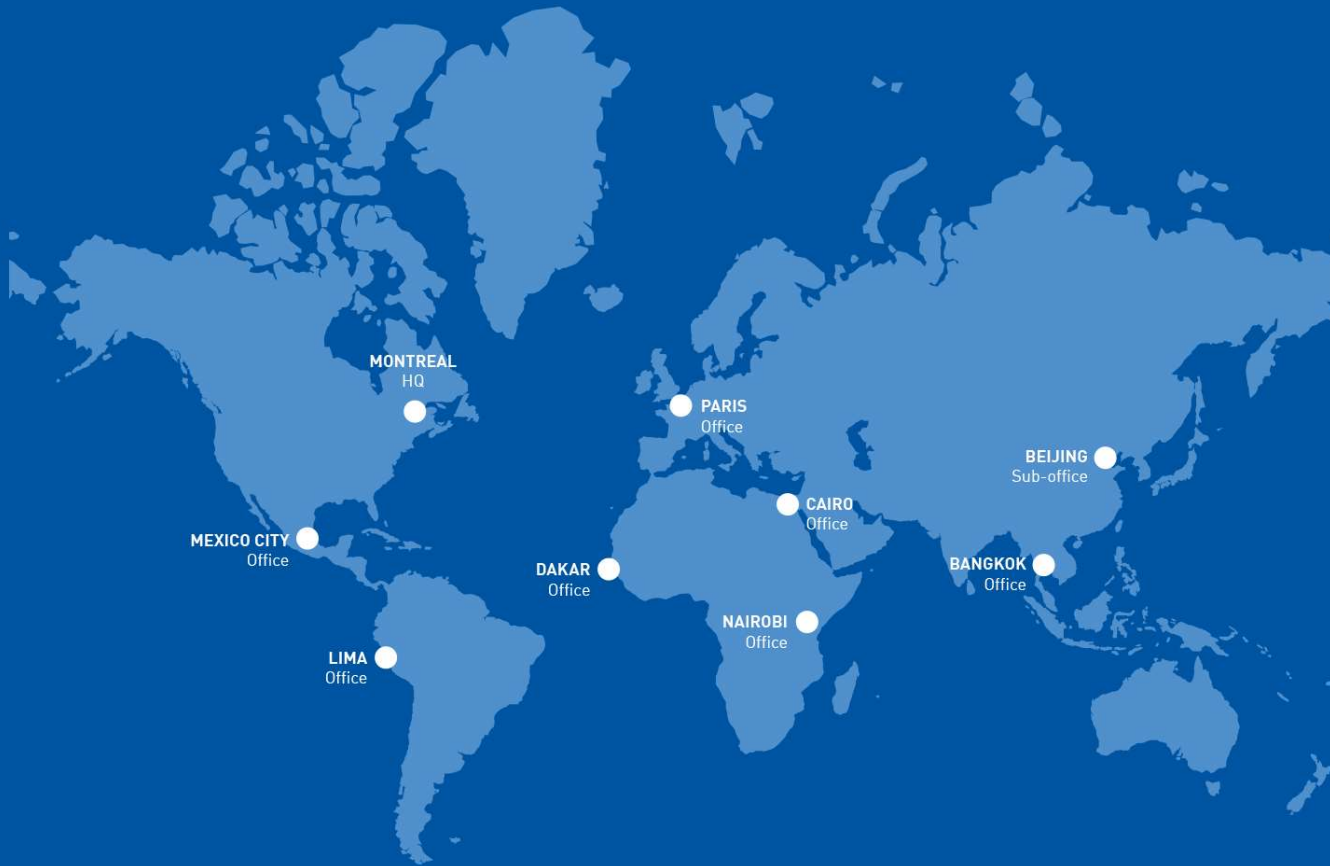 MONTREAL
HQ
PARIS
Office
BEIJING
Sub-office
CAIRO
Office
MEXICO CITY
Office
DAKAR
Office
BANGKOK
Office
NAIROBI
Office
LIMA
Office